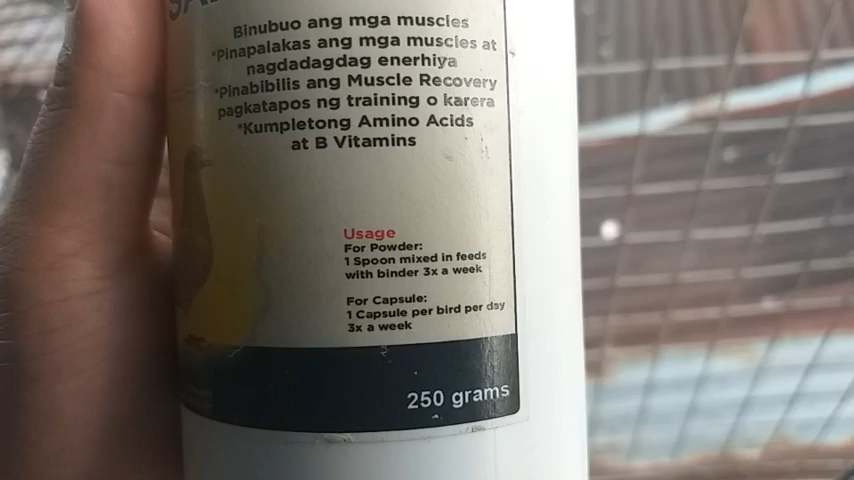 Binubuo ang mga muscles
*Pinapalakas ang mga muscles at
nagdadagdag enerhiya
*Pinabibilis ang Muscle Recovery
pagkatapos ng training o karera
*Kumpletong Amino Acids
at B Vitamins
Usage
For Powder:
1 Spoon mixed in feeds
with binder 3x a week
For Capsule:
1 Capsule per bird per day
3x a week
250 grams